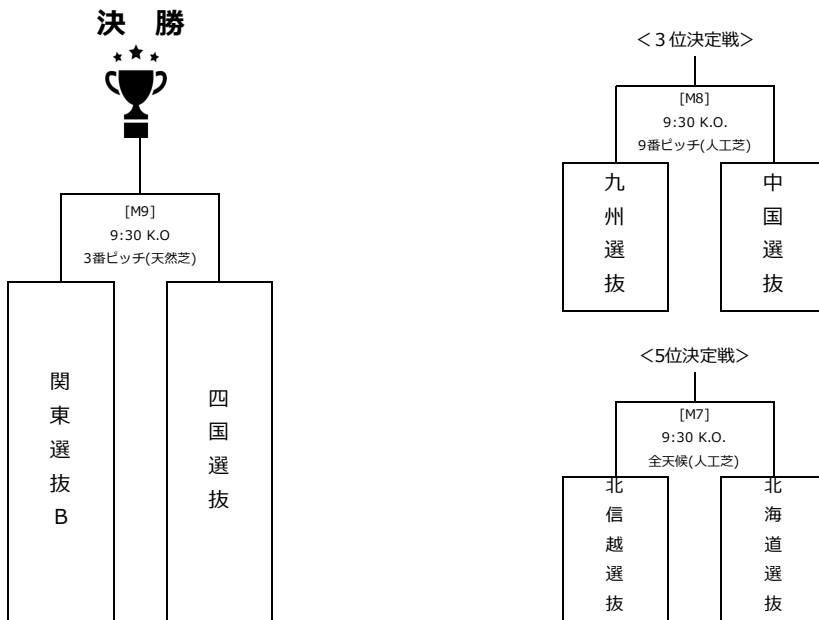 決　勝
[M9]
9:30 K.O
3番ピッチ(天然芝)
関東選抜B
四国選抜
＜３位決定戦＞
[M8]
9:30 K.O.
9番ピッチ(人工芝)
九州選抜
中国選抜
＜5位決定戦＞
[M7]
9:30 K.O.
全天候(人工芝)
北信越選抜
北海道選抜